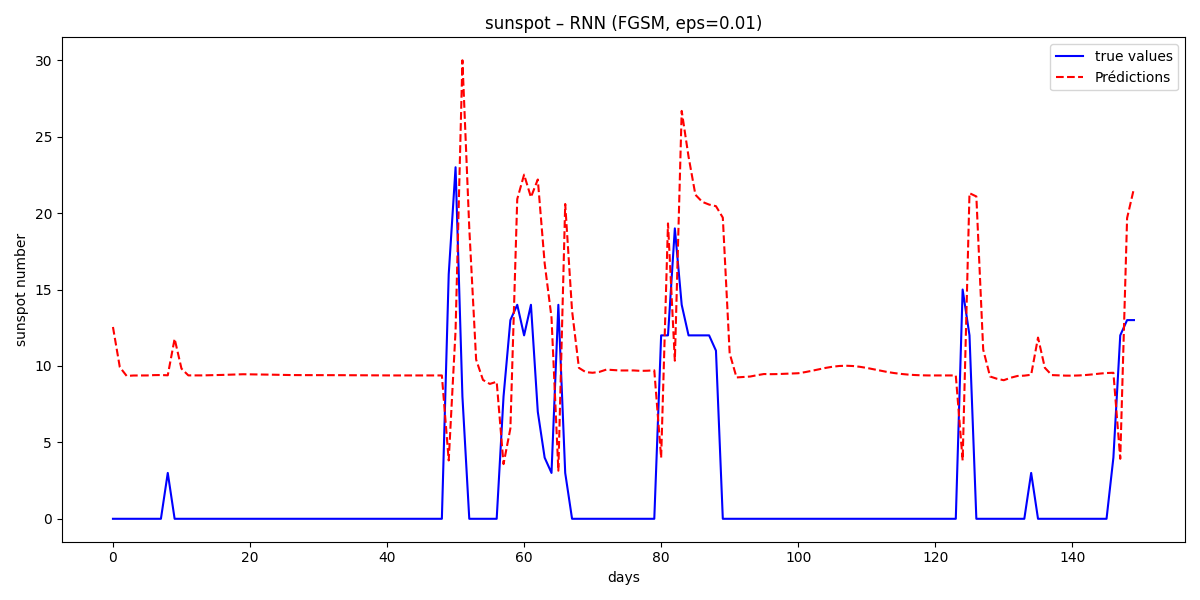 sunspot – RNN (FGSM, eps=0.01)
true values
Prédictions
sunspot number
30
25
20
15
10
5
0
0 20 40 60 80 100 120 140
days